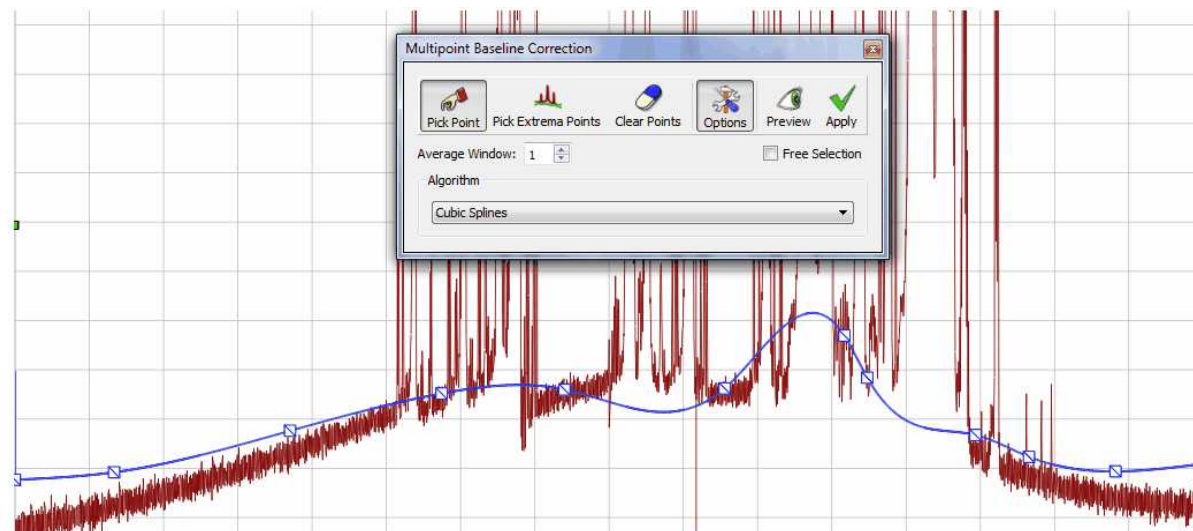 Multipoint Baseline Correction
Pick Point Pick Extrema Points Clear Points Options Preview Apply
Average Window: 1 Free Selection
Algorithm
Cubic Splines